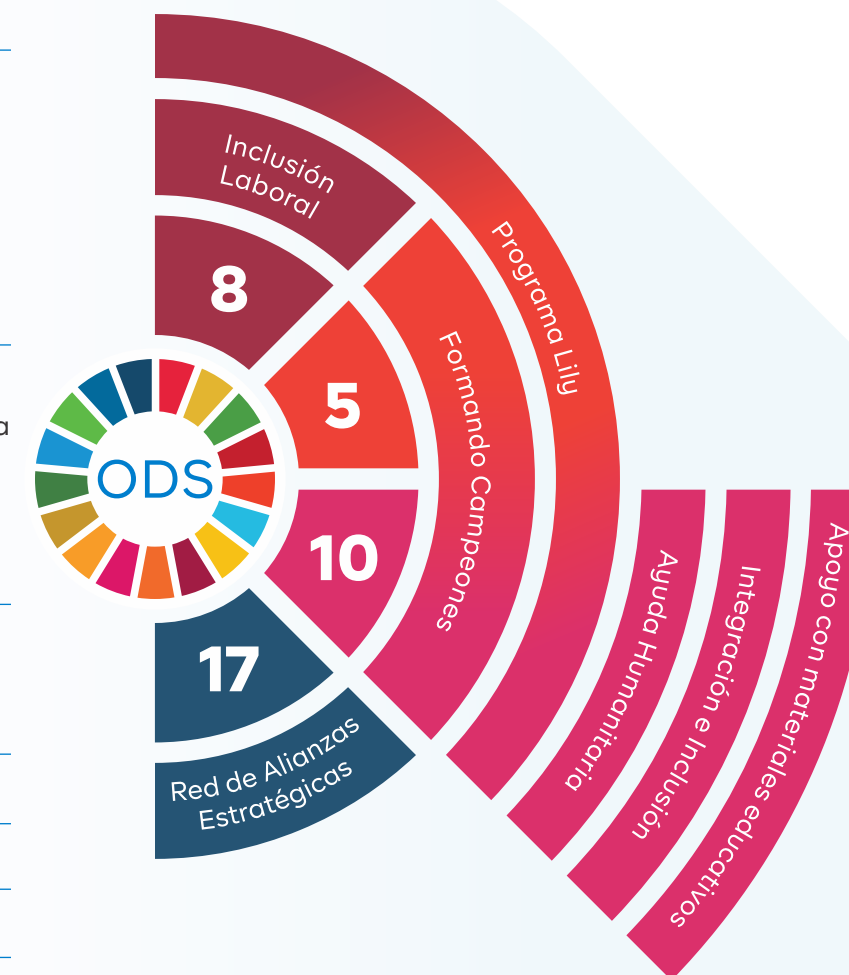 Inclusión
Laboral
8
Programa Lily
5
Formando Campeones
a
ODS
10
Ayuda Humanitaria
Integración e Inclusión
Apoyo con materiales educativos
17
Red de Alianzas
Estratégicas